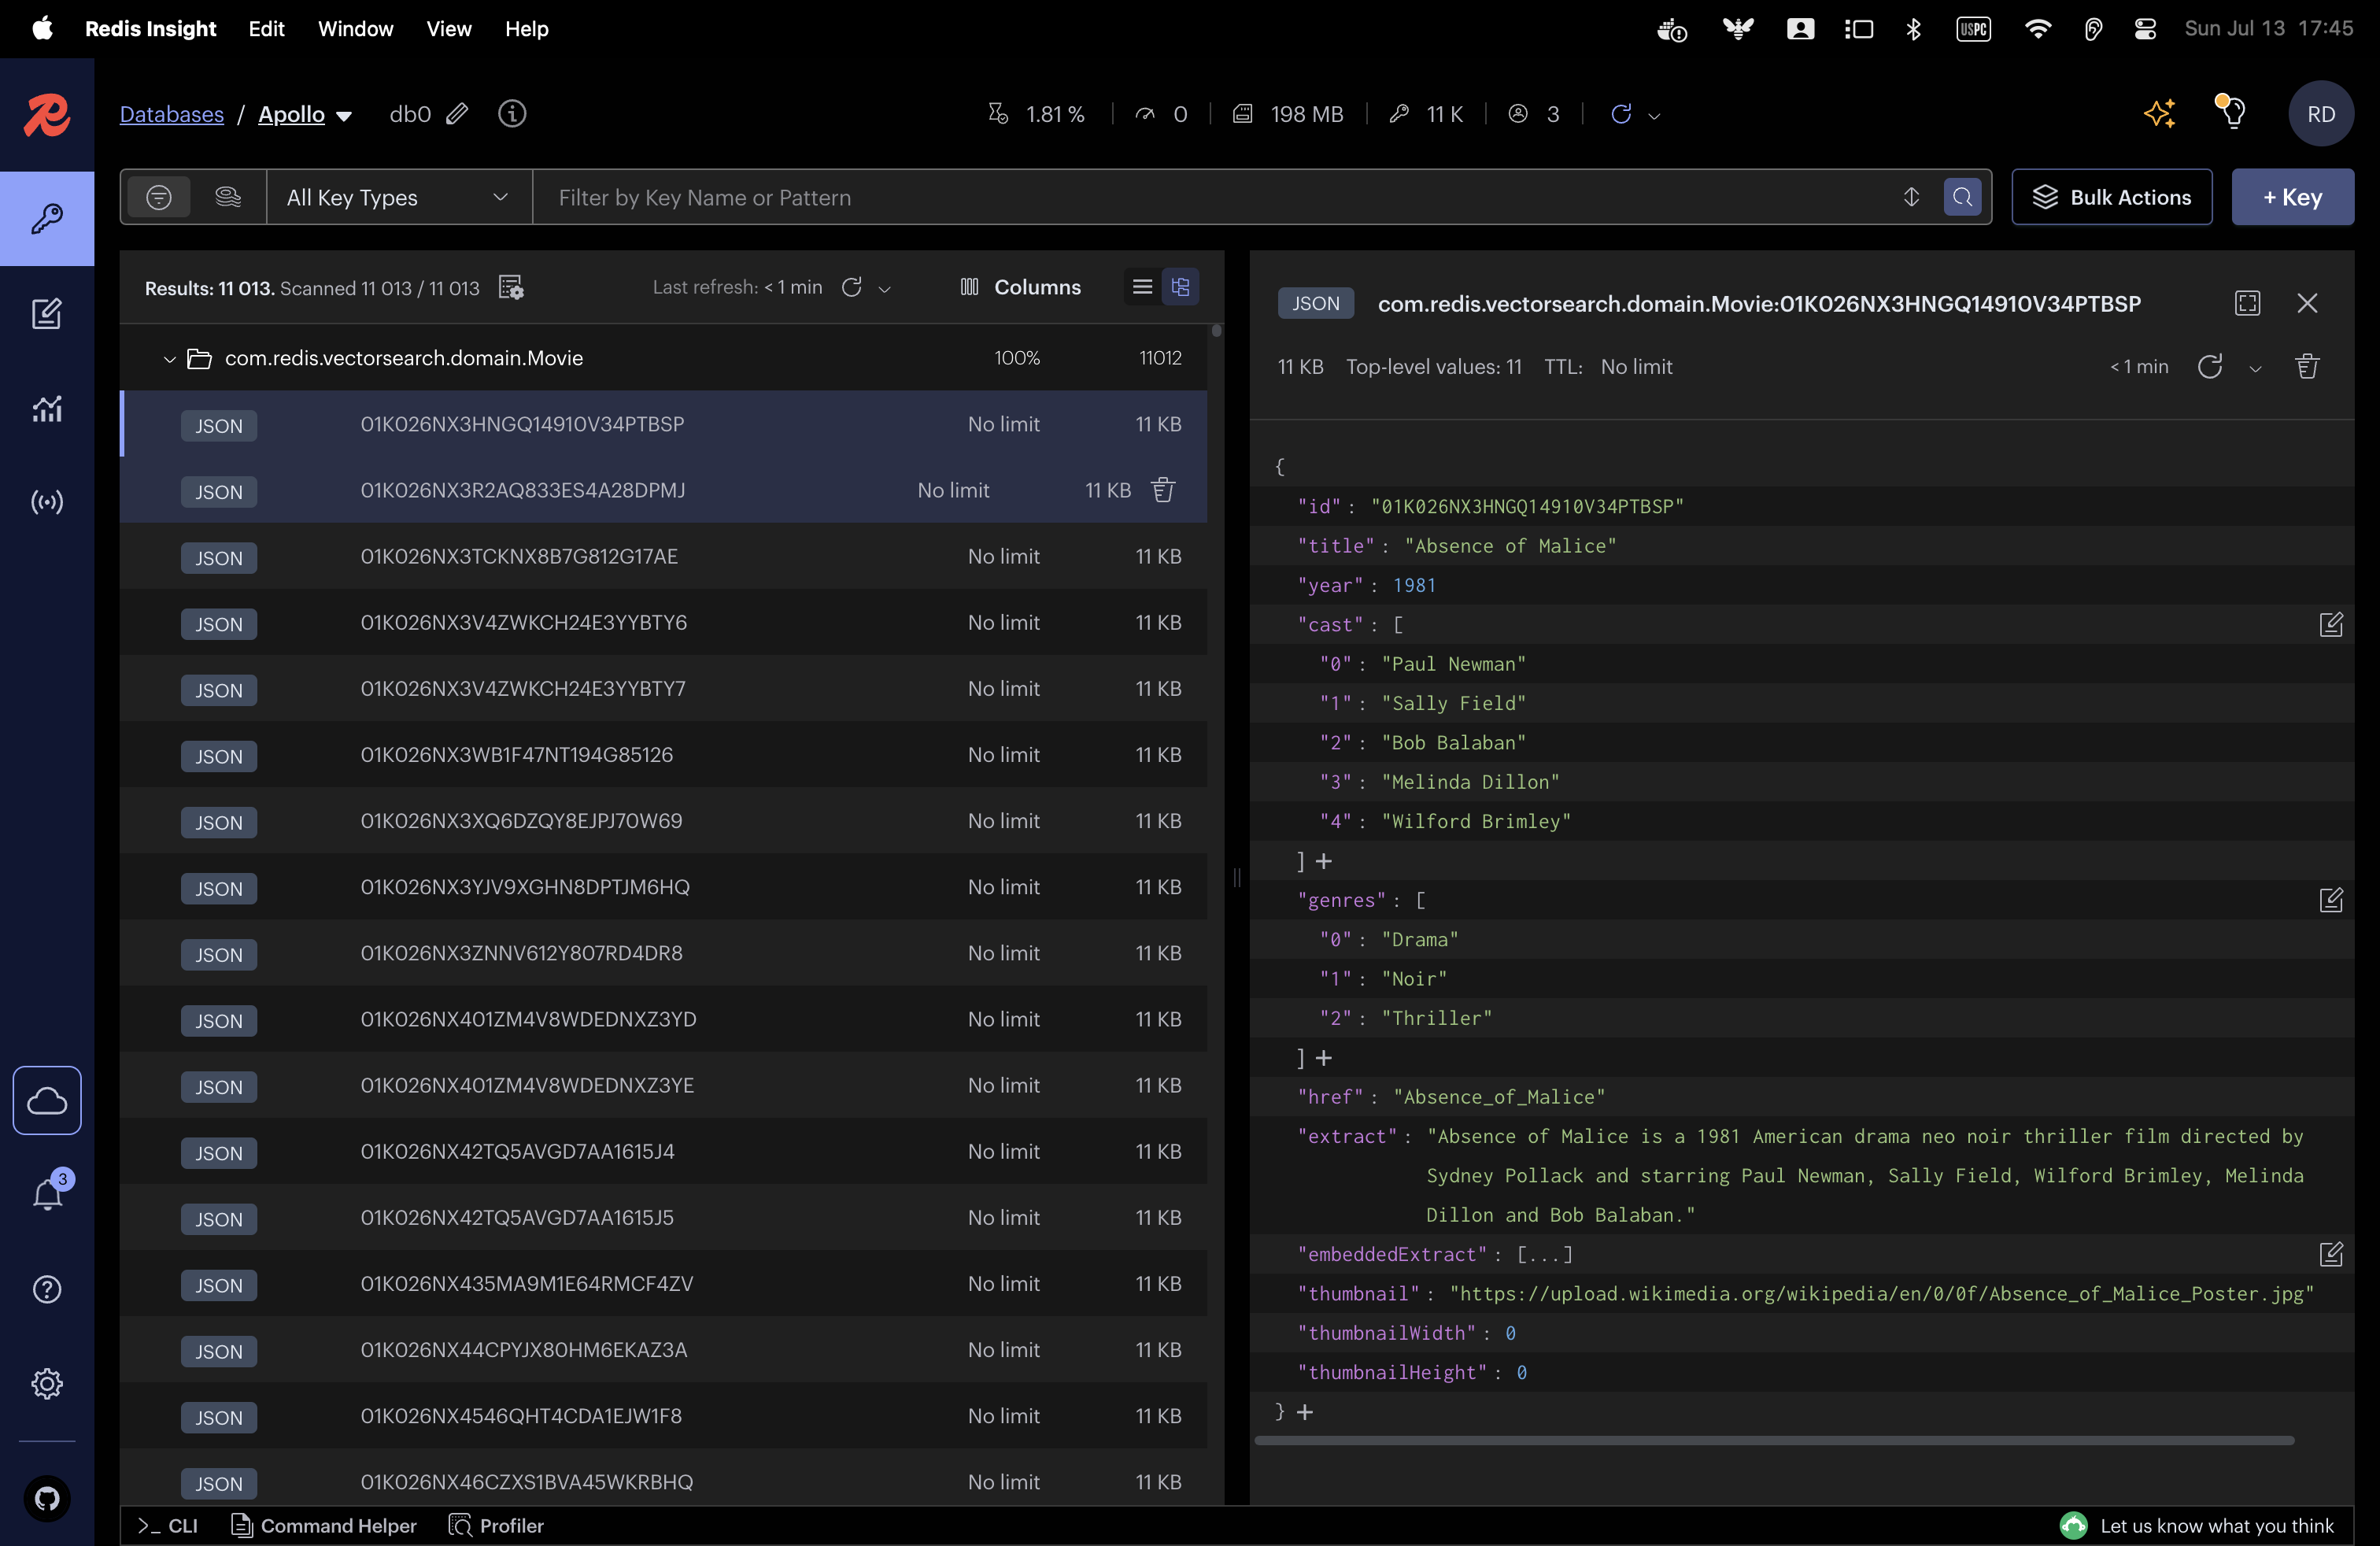 Redis Insight Edit Window View Help USPC Sun Jul 13 17:45
Databases / Apollo db0 1.81 % 0 198 MB 11 K 3 RD
All Key Types Filter by Key Name or Pattern Bulk Actions + Key
Results: 11 013. Scanned 11 013 / 11 013 Last refresh: < 1 min Columns
com.redis.vectorsearch.domain.Movie 100% 11012
JSON 01K026NX3HNGQ14910V34PTBSP No limit 11 KB
JSON 01K026NX3R2AQ833ES4A28DPMJ No limit 11 KB
JSON 01K026NX3TCKNX8B7G812G17AE No limit 11 KB
JSON 01K026NX3V4ZWKCH24E3YYBTY6 No limit 11 KB
JSON 01K026NX3V4ZWKCH24E3YYBTY7 No limit 11 KB
JSON 01K026NX3WB1F47NT194G85126 No limit 11 KB
JSON 01K026NX3XQ6DZQY8EJPJ70W69 No limit 11 KB
JSON 01K026NX3YJV9XGHN8DPTJM6HQ No limit 11 KB
JSON 01K026NX3ZNNV612Y807RD4DR8 No limit 11 KB
JSON 01K026NX401ZM4V8WDEDNXZ3YD No limit 11 KB
JSON 01K026NX401ZM4V8WDEDNXZ3YE No limit 11 KB
JSON 01K026NX42TQ5AVGD7AA1615J4 No limit 11 KB
JSON 01K026NX42TQ5AVGD7AA1615J5 No limit 11 KB
JSON 01K026NX435MA9M1E64RMCF4ZV No limit 11 KB
JSON 01K026NX44CPYJX80HM6EKAZ3A No limit 11 KB
JSON 01K026NX4546QHT4CDA1EJW1F8 No limit 11 KB
JSON 01K026NX46CZXS1BVA45WKRBHQ No limit 11 KB
JSON com.redis.vectorsearch.domain.Movie:01K026NX3HNGQ14910V34PTBSP
11 KB Top-level values: 11 TTL: No limit < 1 min
{
"id" : "01K026NX3HNGQ14910V34PTBSP"
"title" : "Absence of Malice"
"year" : 1981
"cast" : [
"0" : "Paul Newman"
"1" : "Sally Field"
"2" : "Bob Balaban"
"3" : "Melinda Dillon"
"4" : "Wilford Brimley"
] +
"genres" : [
"0" : "Drama"
"1" : "Noir"
"2" : "Thriller"
] +
"href" : "Absence_of_Malice"
"extract" : "Absence of Malice is a 1981 American drama neo noir thriller film directed by
Sydney Pollack and starring Paul Newman, Sally Field, Wilford Brimley, Melinda
Dillon and Bob Balaban."
"embeddedExtract" : [...]
"thumbnail" : "https://upload.wikimedia.org/wikipedia/en/0/0f/Absence_of_Malice_Poster.jpg"
"thumbnailWidth" : 0
"thumbnailHeight" : 0
} +
3
>_ CLI Command Helper Profiler Let us know what you think